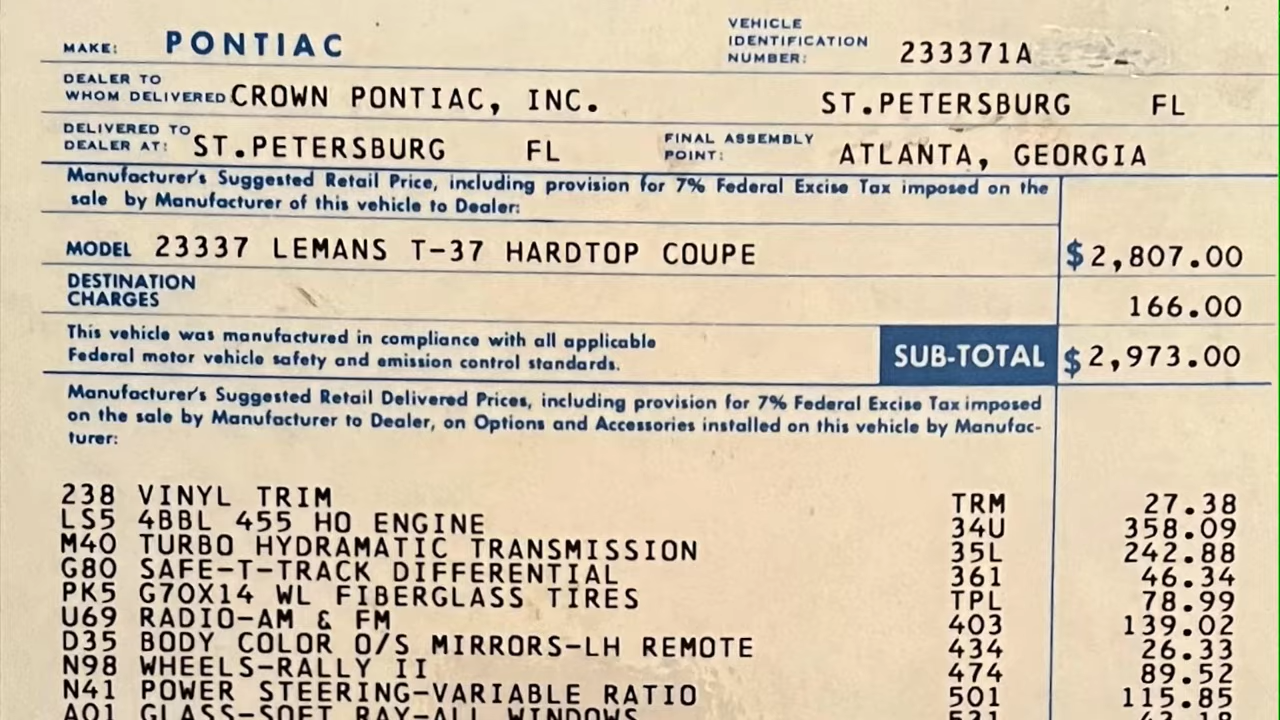 MAKE: PONTIAC VEHICLE IDENTIFICATION NUMBER: 233371A
DEALER TO WHOM DELIVERED: CROWN PONTIAC, INC. ST.PETERSBURG FL
DELIVERED TO DEALER AT: ST.PETERSBURG FL FINAL ASSEMBLY POINT: ATLANTA, GEORGIA
Manufacturer's Suggested Retail Price, including provision for 7% Federal Excise Tax imposed on the
sale by Manufacturer of this vehicle to Dealer:
MODEL 23337 LEMANS T-37 HARDTOP COUPE $2,807.00
DESTINATION CHARGES 166.00
This vehicle was manufactured in compliance with all applicable
Federal motor vehicle safety and emission control standards.
SUB-TOTAL $2,973.00
Manufacturer's Suggested Retail Delivered Prices, including provision for 7% Federal Excise Tax imposed
on the sale by Manufacturer to Dealer, on Options and Accessories installed on this vehicle by Manufac-
turer:
238 VINYL TRIM TRM 27.38
LS5 4BBL 455 HO ENGINE 34U 358.09
M40 TURBO HYDRAMATIC TRANSMISSION 35L 242.88
G80 SAFE-T-TRACK DIFFERENTIAL 361 46.34
PK5 G70X14 WL FIBERGLASS TIRES TPL 78.99
U69 RADIO-AM & FM 403 139.02
D35 BODY COLOR O/S MIRRORS-LH REMOTE 434 26.33
N98 WHEELS-RALLY II 474 89.52
N41 POWER STEERING-VARIABLE RATIO 501 115.85
A01 GLASS-SOFT RAY-ALL WINDOWS 531